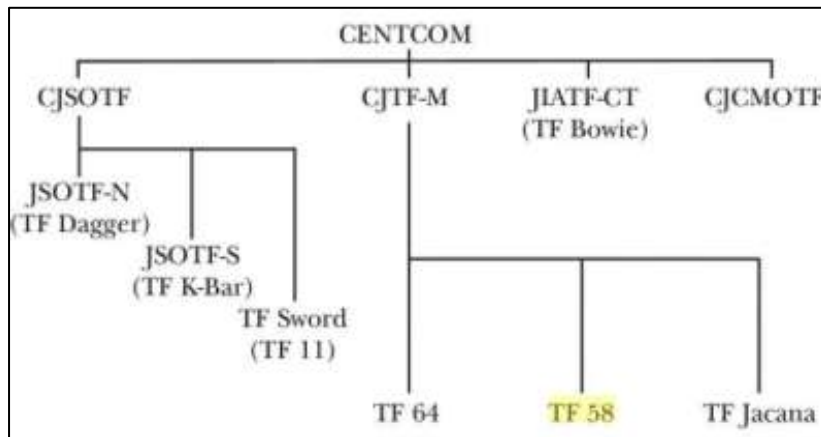 CENTCOM
CJSOTF
CJTF-M
JIATF-CT
(TF Bowie)
CJCMOTF
JSOTF-N
(TF Dagger)
JSOTF-S
(TF K-Bar)
TF Sword
(TF 11)
TF 64
TF 58
TF Jacana